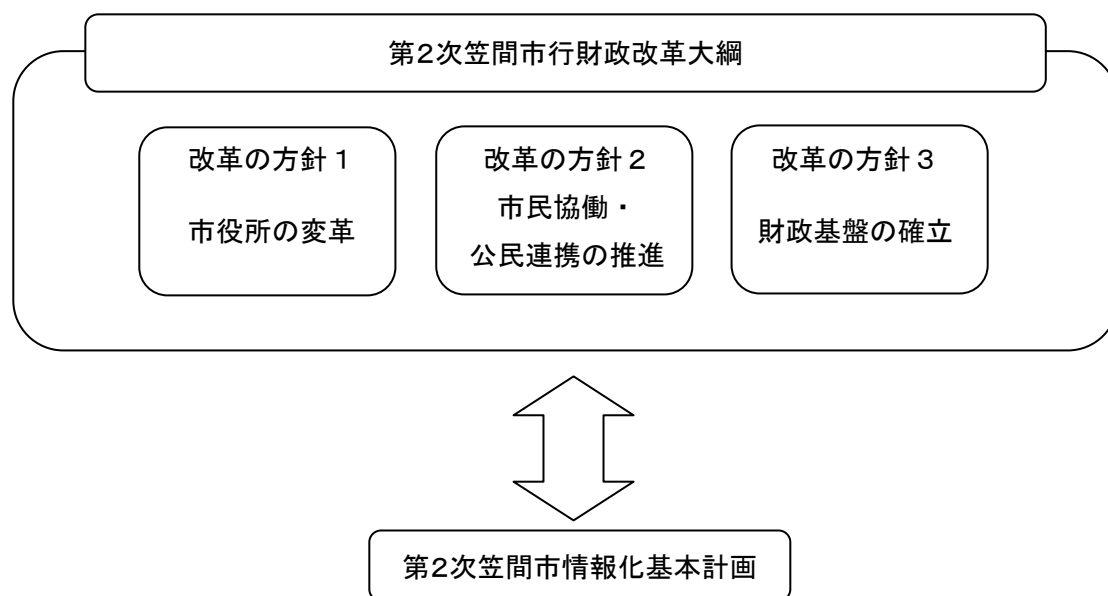 第2次笠間市行財政改革大綱
改革の方針1
市役所の変革
改革の方針2
市民協働・
公民連携の推進
改革の方針3
財政基盤の確立
第2次笠間市情報化基本計画